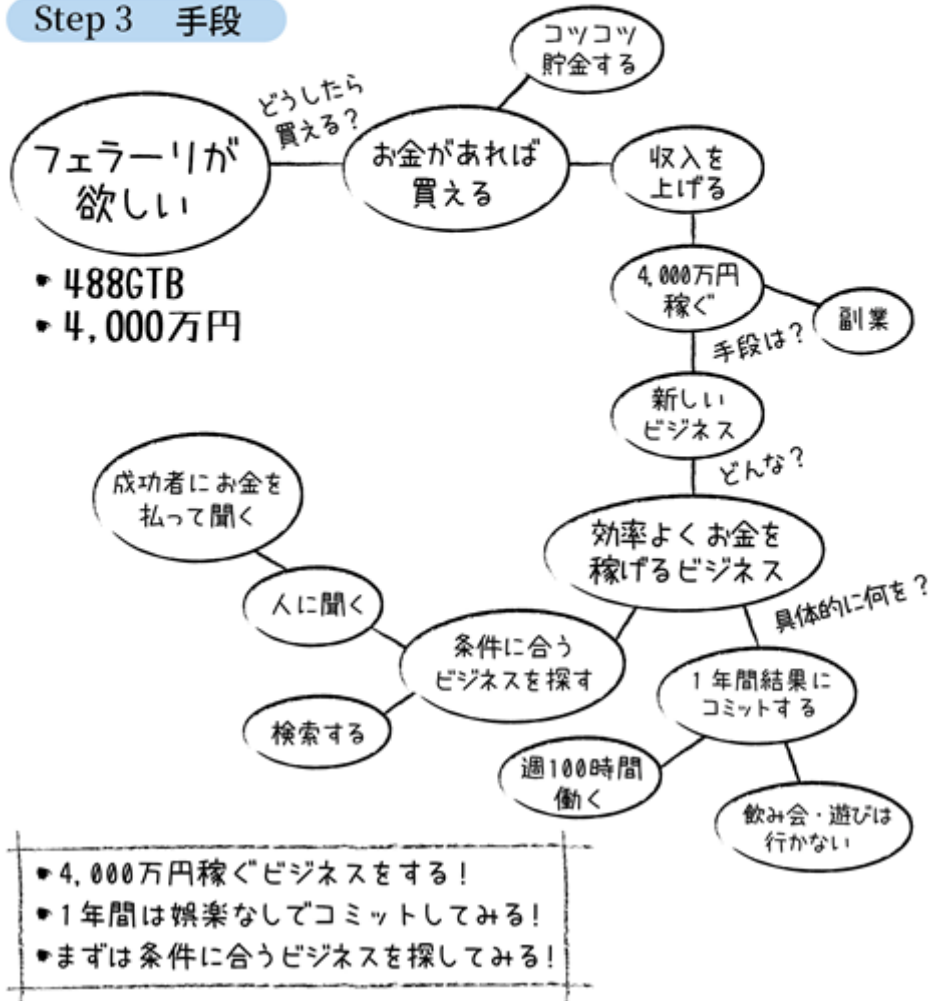 Step 3 手段
フェラーリが
欲しい
• 488GTB
• 4,000万円
どうしたら
買える?
お金があれば
買える
コツコツ
貯金する
収入を
上げる
4,000万円
稼ぐ
副業
手段は?
新しい
ビジネス
どんな?
効率よくお金を
稼げるビジネス
具体的に何を?
1年間結果に
コミットする
週100時間
働く
飲み会・遊びは
行かない
条件に合う
ビジネスを探す
人に聞く
成功者にお金を
払って聞く
検索する
• 4,000万円稼ぐビジネスをする!
• 1年間は娯楽なしでコミットしてみる!
• まずは条件に合うビジネスを探してみる!